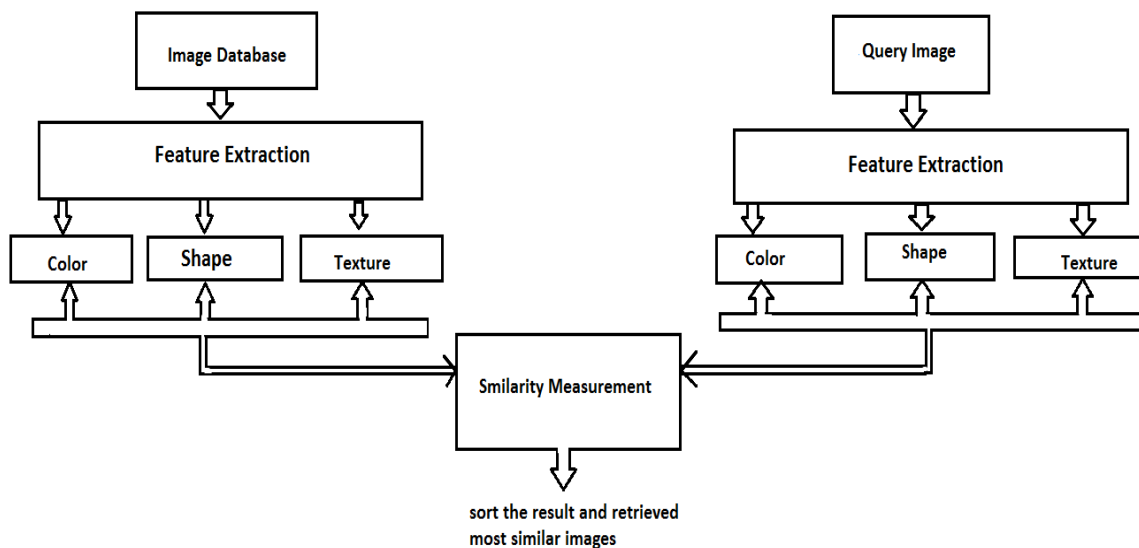 Image Database
Query Image
Feature Extraction
Feature Extraction
Color
Shape
Texture
Color
Shape
Texture
Smilarity Measurement
sort the result and retrieved
most similar images